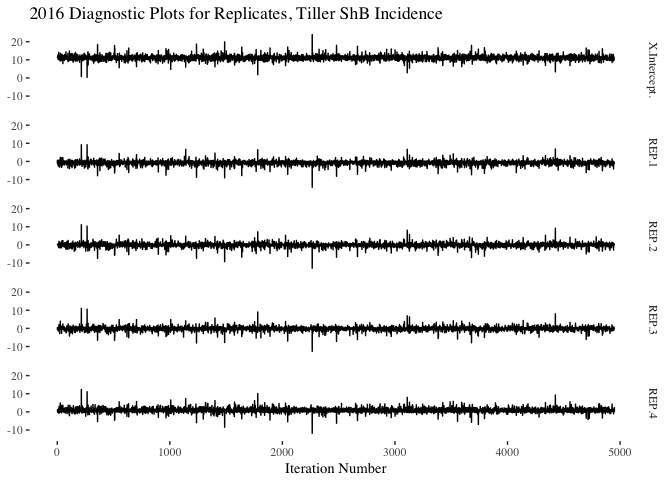 2016 Diagnostic Plots for Replicates, Tiller ShB Incidence
20
10
0
-10
X.Intercept.
20
10
0
-10
REP.1
20
10
0
-10
REP.2
20
10
0
-10
REP.3
20
10
0
-10
REP.4
0 1000 2000 3000 4000 5000
Iteration Number